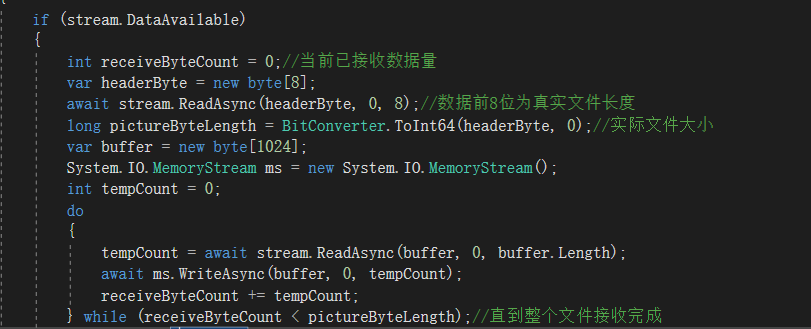 if (stream.DataAvailable)
{
int receiveByteCount = 0;//当前已接收数据量
var headerByte = new byte[8];
await stream.ReadAsync(headerByte, 0, 8);//数据前8位为真实文件长度
long pictureByteLength = BitConverter.ToInt64(headerByte, 0);//实际文件大小
var buffer = new byte[1024];
System.IO.MemoryStream ms = new System.IO.MemoryStream();
int tempCount = 0;
do
{
tempCount = await stream.ReadAsync(buffer, 0, buffer.Length);
await ms.WriteAsync(buffer, 0, tempCount);
receiveByteCount += tempCount;
} while (receiveByteCount < pictureByteLength);//直到整个文件接收完成